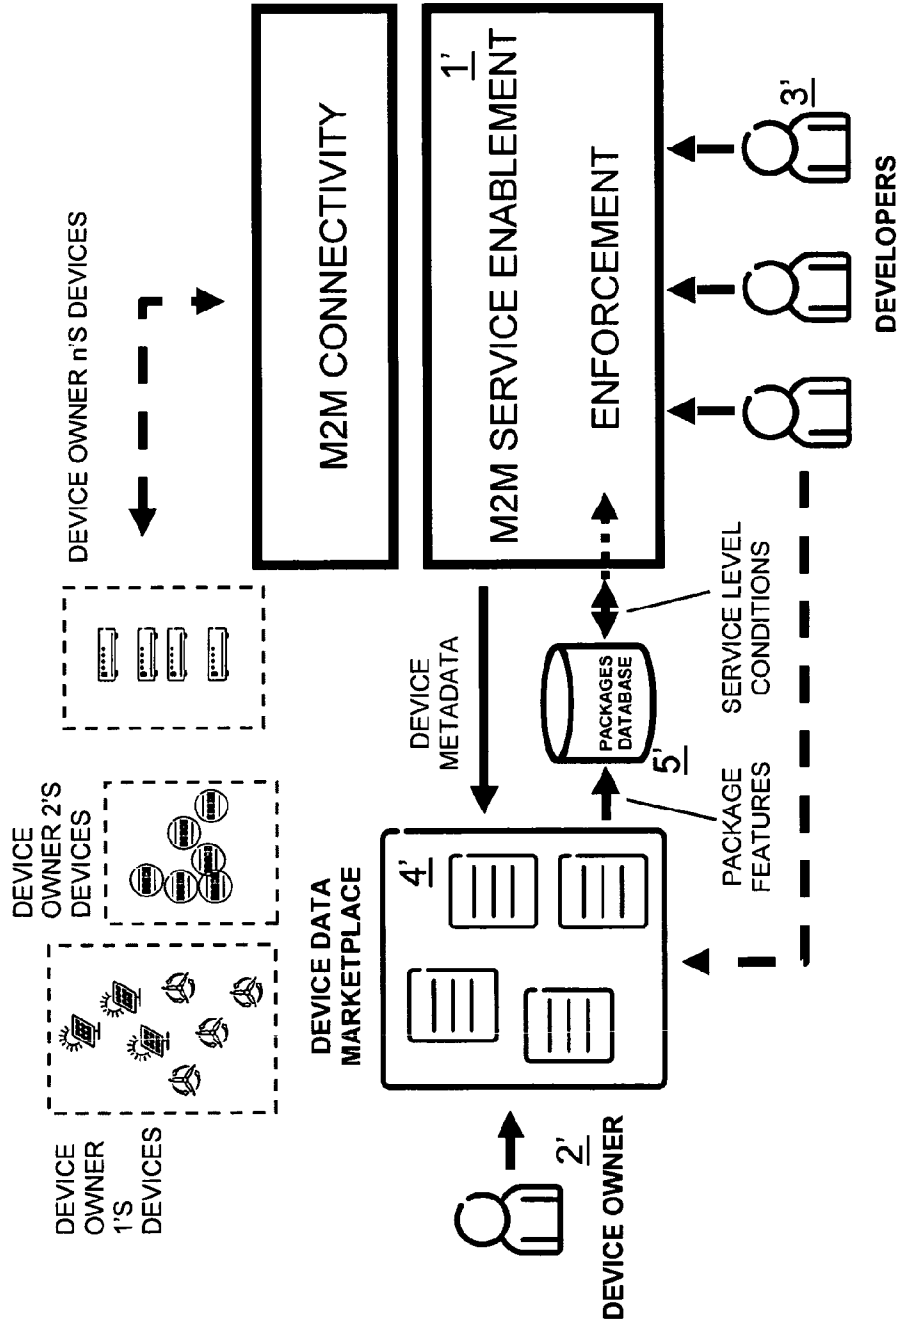 DEVICE
OWNER
1'S
DEVICES
DEVICE
OWNER 2'S
DEVICES
DEVICE OWNER n'S DEVICES
M2M CONNECTIVITY
1'
M2M SERVICE ENABLEMENT
ENFORCEMENT
DEVICE DATA
MARKETPLACE
4'
DEVICE
METADATA
PACKAGES
DATABASE
5'
PACKAGE
FEATURES
SERVICE LEVEL
CONDITIONS
2'
DEVICE OWNER
3'
DEVELOPERS